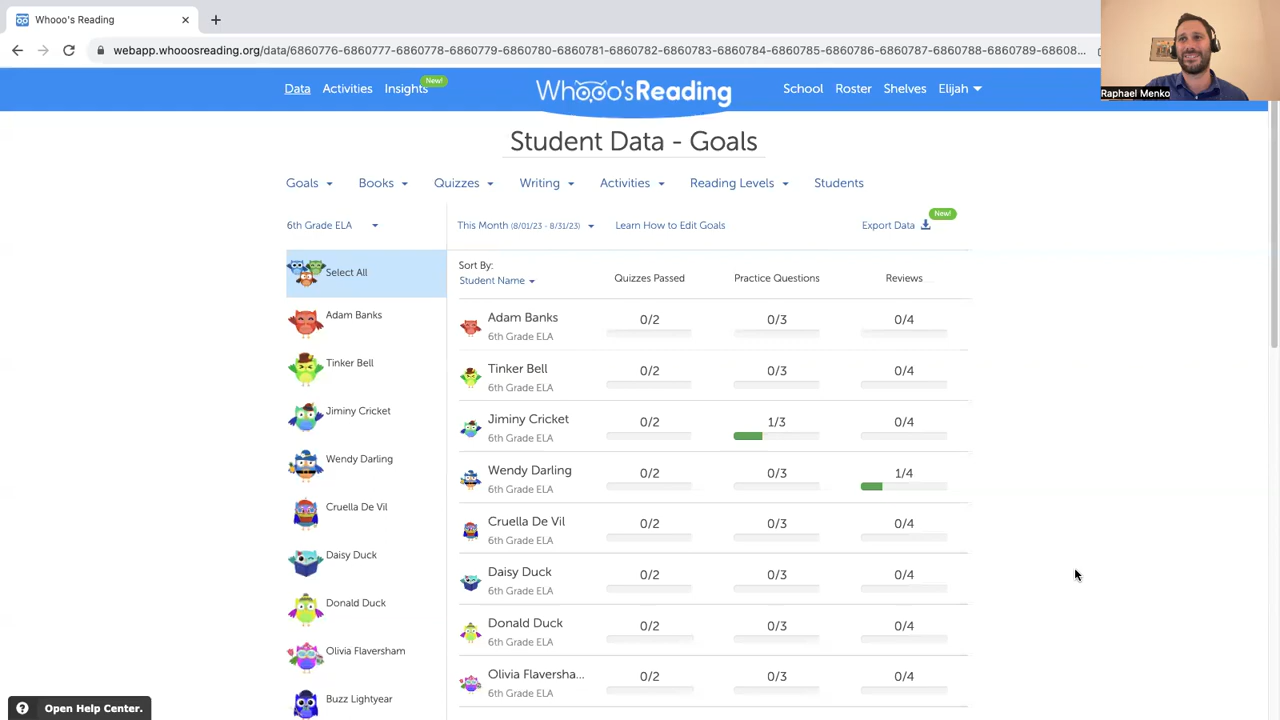 Whooo's Reading
webapp.whooosreading.org/data/6860776-6860777-6860778-6860779-6860780-6860781-6860782-6860783-6860784-6860785-6860786-6860787-6860788-6860789-68608...
Raphael Menko
Data Activities Insights New! Whooo'sReading School Roster Shelves Elijah
Student Data - Goals
Goals Books Quizzes Writing Activities Reading Levels Students
6th Grade ELA This Month (8/01/23 - 8/31/23) Learn How to Edit Goals Export Data New!
Select All
Adam Banks
Tinker Bell
Jiminy Cricket
Wendy Darling
Cruella De Vil
Daisy Duck
Donald Duck
Olivia Flaversham
Buzz Lightyear
Sort By:
Student Name Quizzes Passed Practice Questions Reviews
Adam Banks 0/2 0/3 0/4
6th Grade ELA
Tinker Bell 0/2 0/3 0/4
6th Grade ELA
Jiminy Cricket 0/2 1/3 0/4
6th Grade ELA
Wendy Darling 0/2 0/3 1/4
6th Grade ELA
Cruella De Vil 0/2 0/3 0/4
6th Grade ELA
Daisy Duck 0/2 0/3 0/4
6th Grade ELA
Donald Duck 0/2 0/3 0/4
6th Grade ELA
Olivia Flaversha... 0/2 0/3 0/4
6th Grade ELA
Open Help Center.